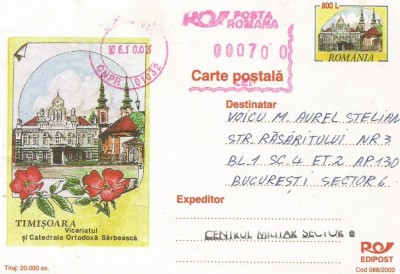 POSTA
ROMANA
00070 0
800 L
ROMÂNIA
Carte poştală
Destinatar
VOICU M. AUREL STELIAN
STR. RĂSĂRITULUI NR.3
BL.1 SC.4 ET.2 AP.130
BUCUREŞTI SECTOR 6
Expeditor
CENTRUL MILITAR SECTOR 6
TIMIŞOARA
Vicariatul
şi Catedrala Ortodoxă Sârbească
Tiraj: 20.000 ex.
EDIPOST
Cod 088/2000